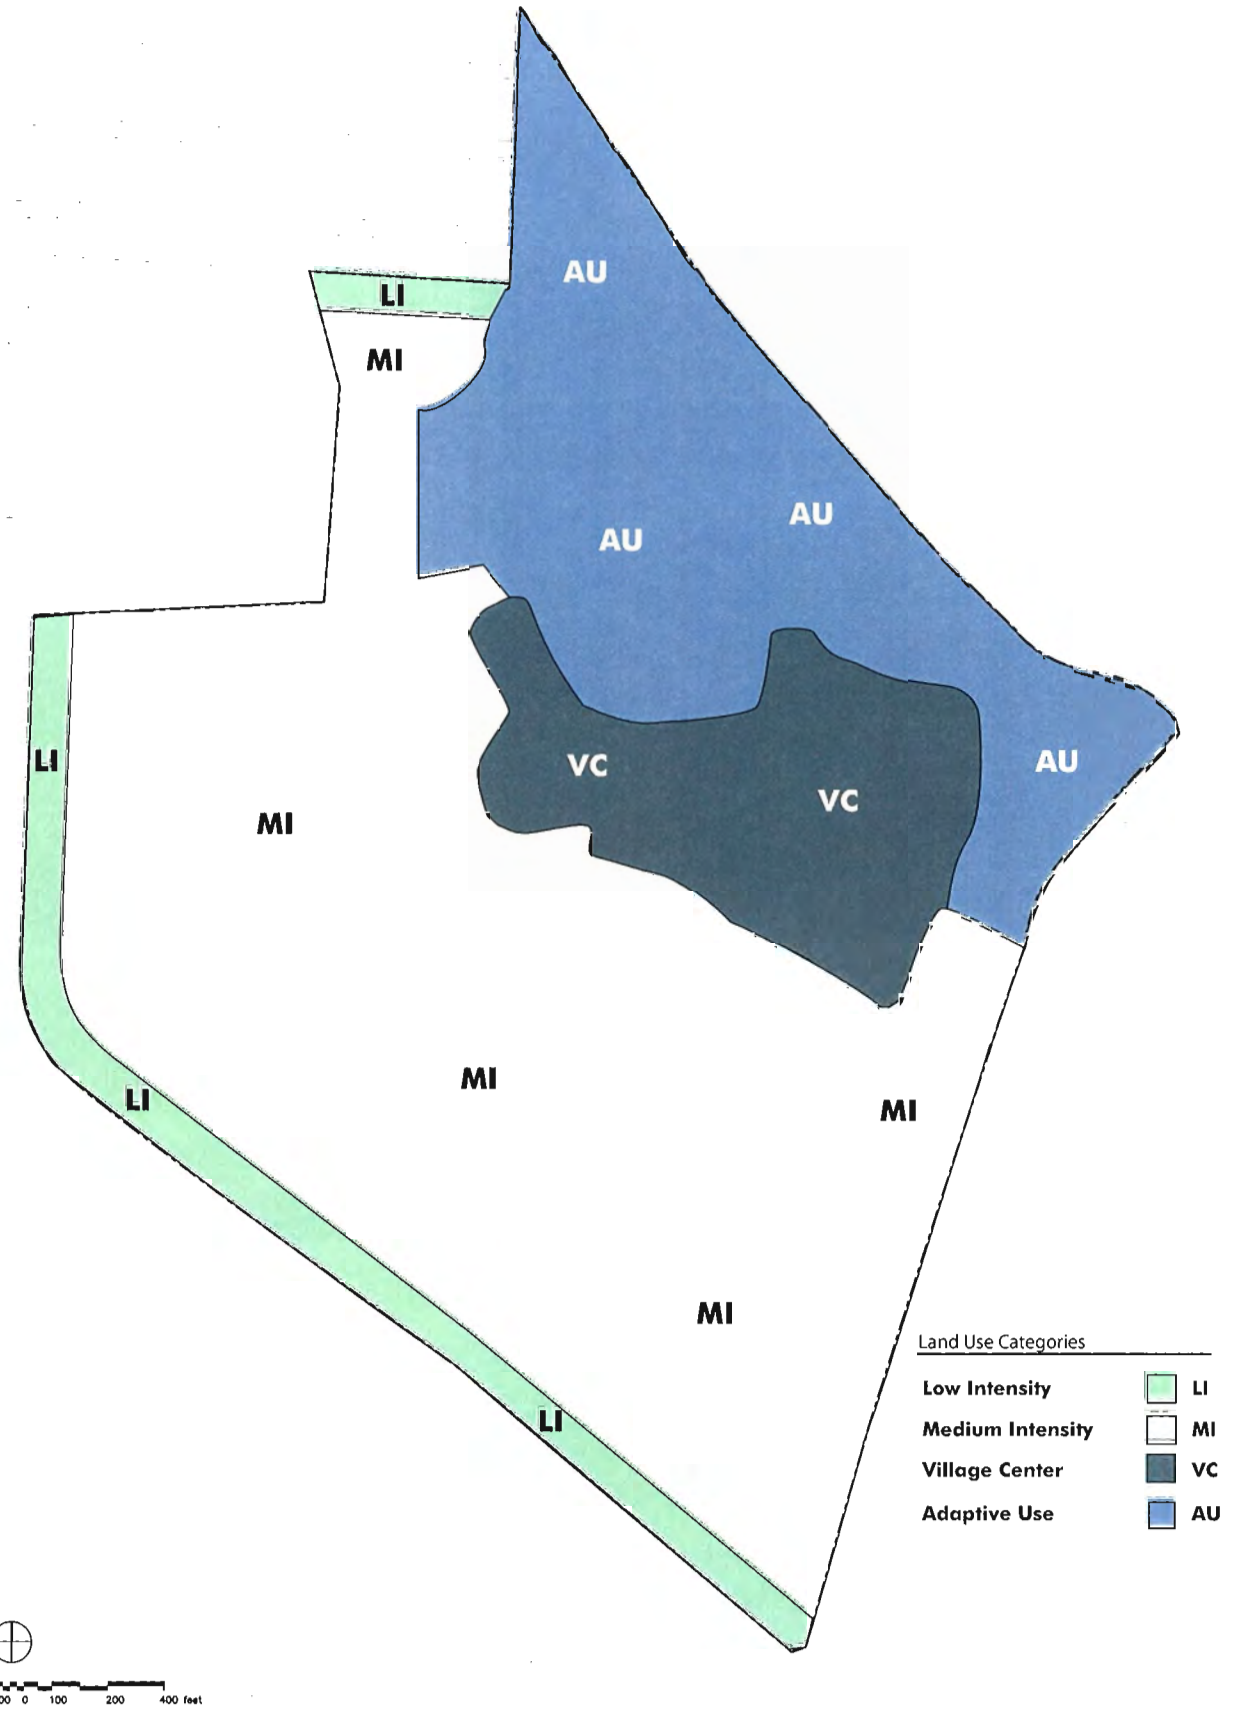 AU
LI
MI
AU
AU
LI
VC
AU
VC
MI
MI
LI
MI
MI
LI
Land Use Categories
Low Intensity LI
Medium Intensity MI
Village Center VC
Adaptive Use AU
0 100 200 400 feet